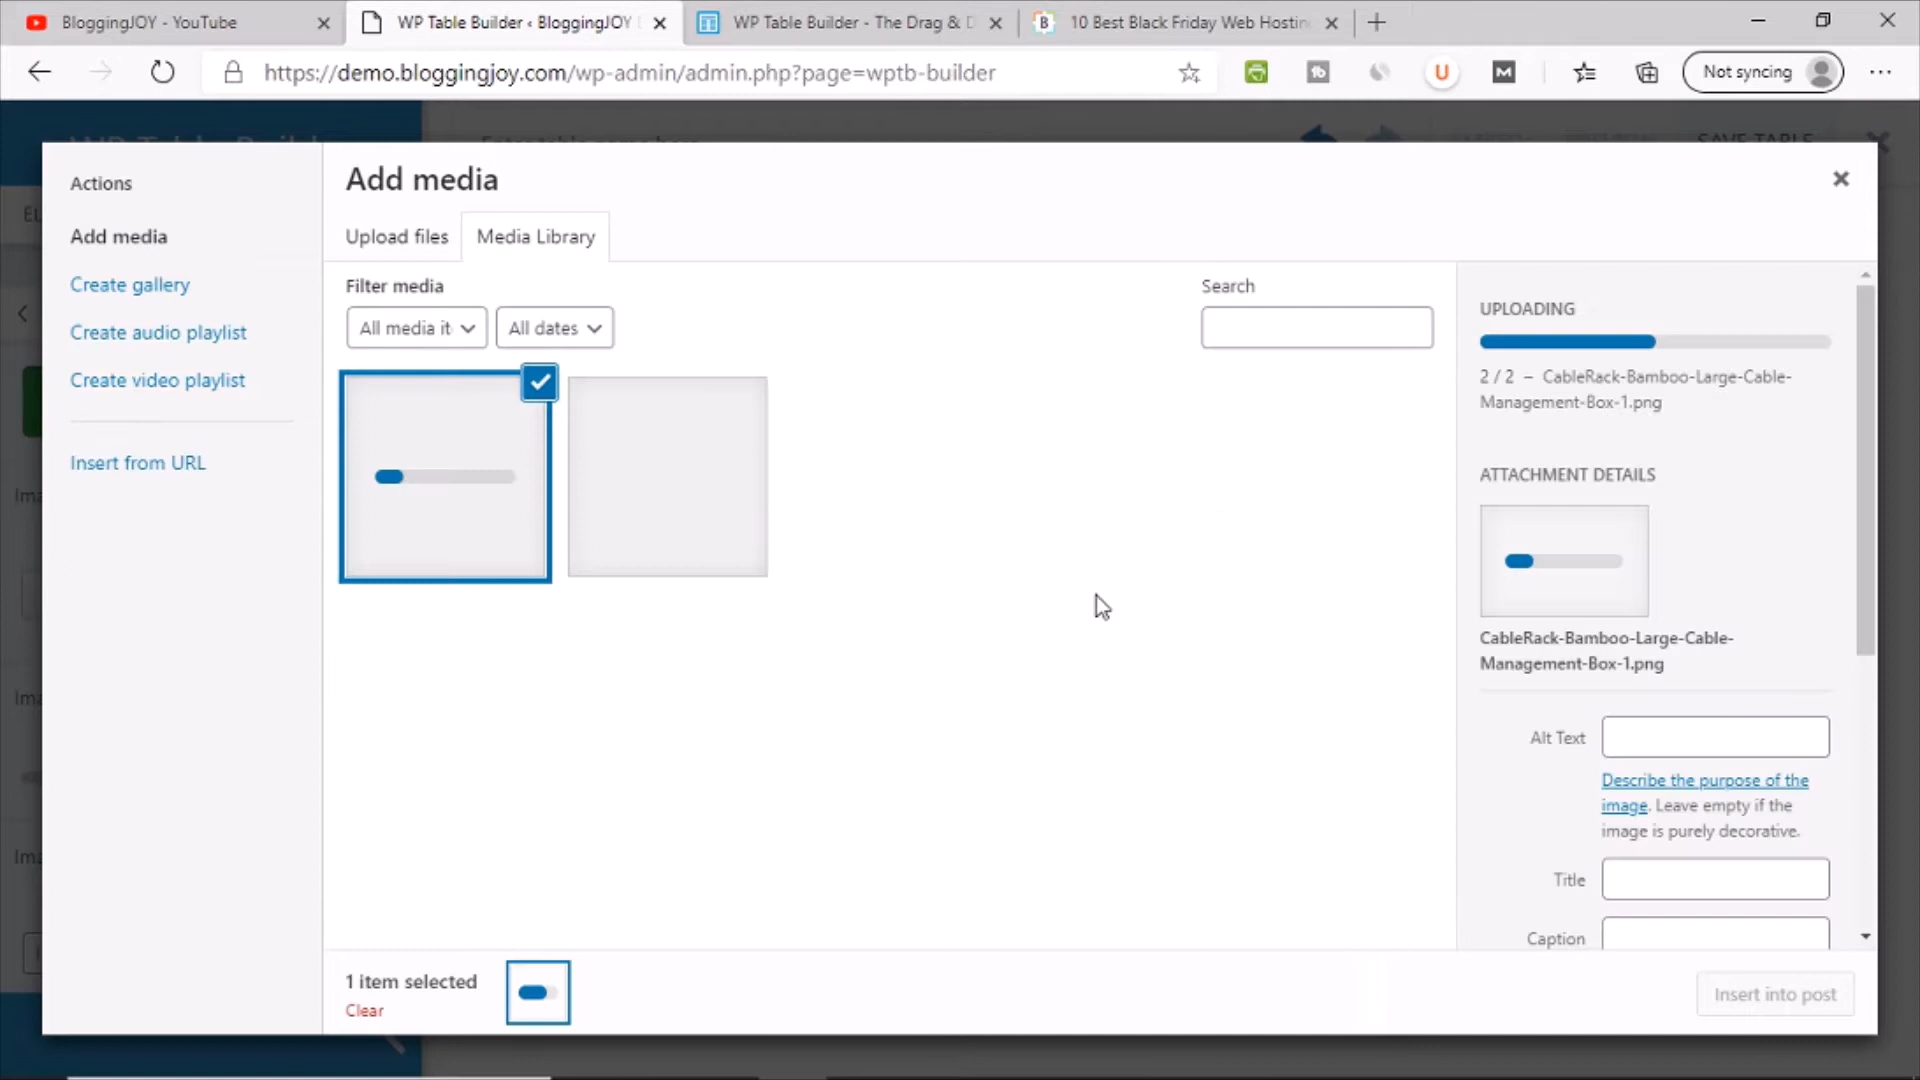 BloggingJOY - YouTube
WP Table Builder ‹ BloggingJOY
WP Table Builder - The Drag & D
10 Best Black Friday Web Hostin
https://demo.bloggingjoy.com/wp-admin/admin.php?page=wptb-builder
Not syncing
SAVE TABLE
Actions
Add media
Create gallery
Create audio playlist
Create video playlist
Insert from URL
Add media
Upload files
Media Library
Filter media
All media it
All dates
Search
UPLOADING
2 / 2 – CableRack-Bamboo-Large-Cable-
Management-Box-1.png
ATTACHMENT DETAILS
CableRack-Bamboo-Large-Cable-
Management-Box-1.png
Alt Text
Describe the purpose of the
image. Leave empty if the
image is purely decorative.
Title
Caption
1 item selected
Clear
Insert into post